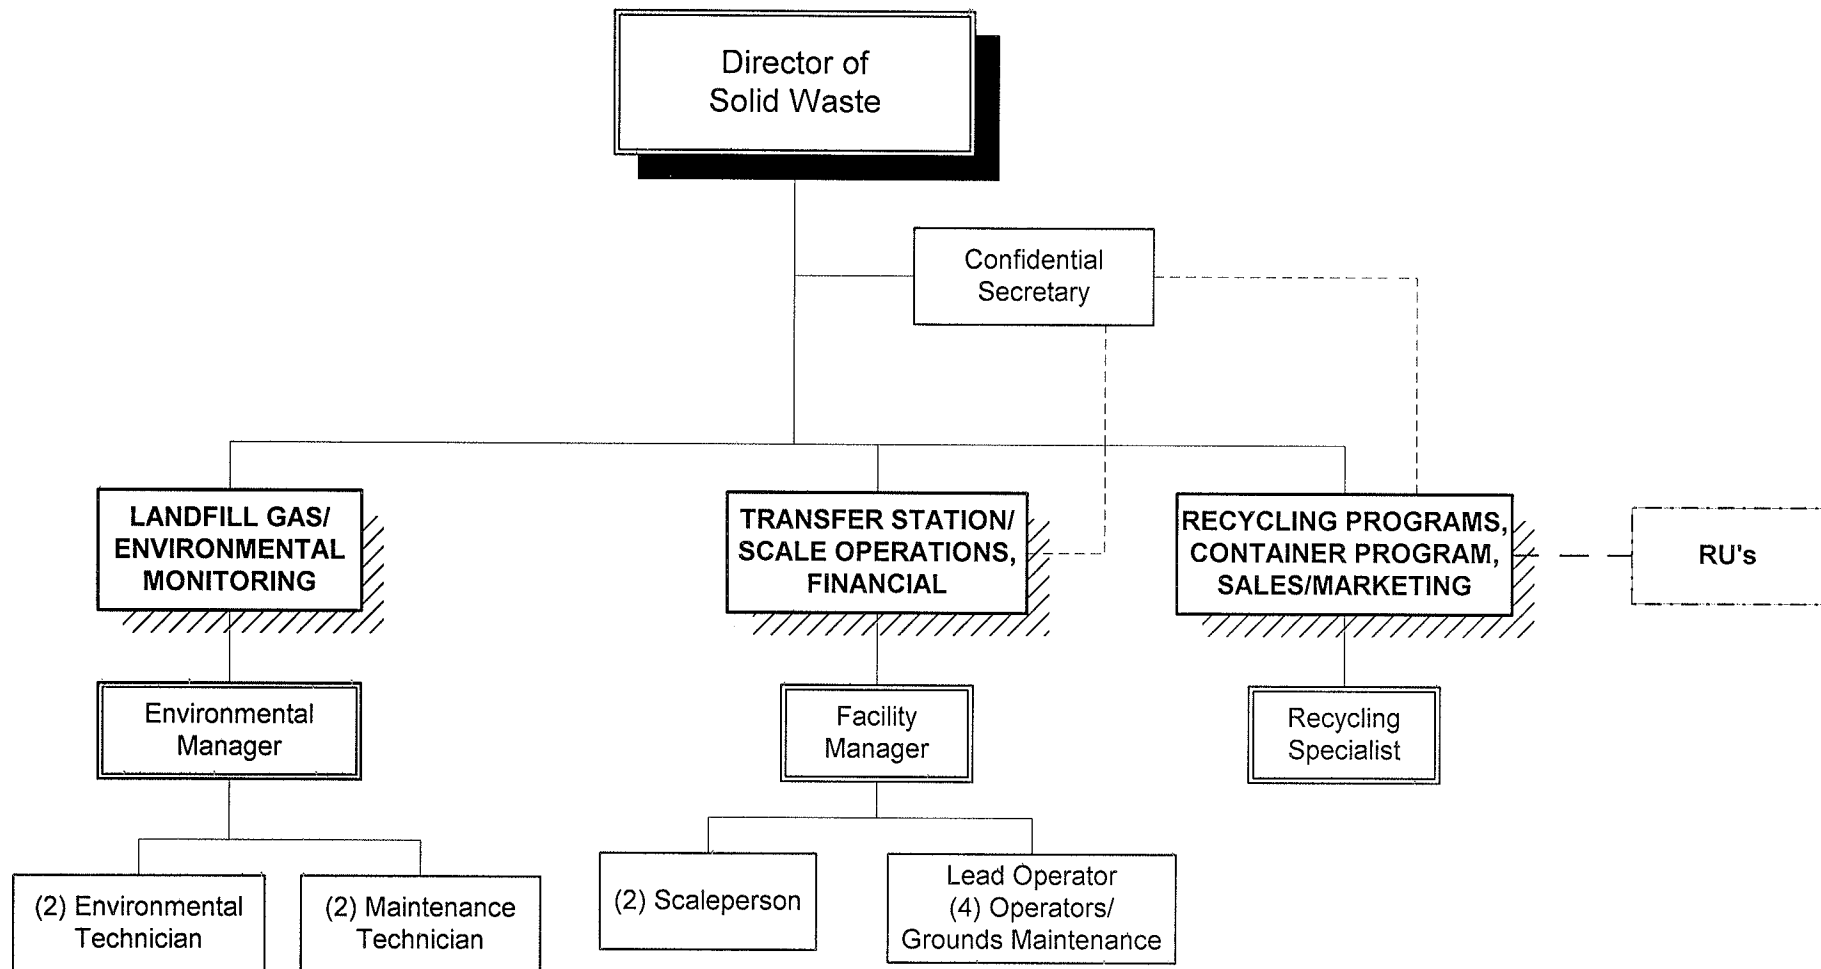 Director of
Solid Waste
Confidential
Secretary
LANDFILL GAS/
ENVIRONMENTAL
MONITORING
TRANSFER STATION/
SCALE OPERATIONS,
FINANCIAL
RECYCLING PROGRAMS,
CONTAINER PROGRAM,
SALES/MARKETING
RU's
Environmental
Manager
Facility
Manager
Recycling
Specialist
(2) Environmental
Technician
(2) Maintenance
Technician
(2) Scaleperson
Lead Operator
(4) Operators/
Grounds Maintenance